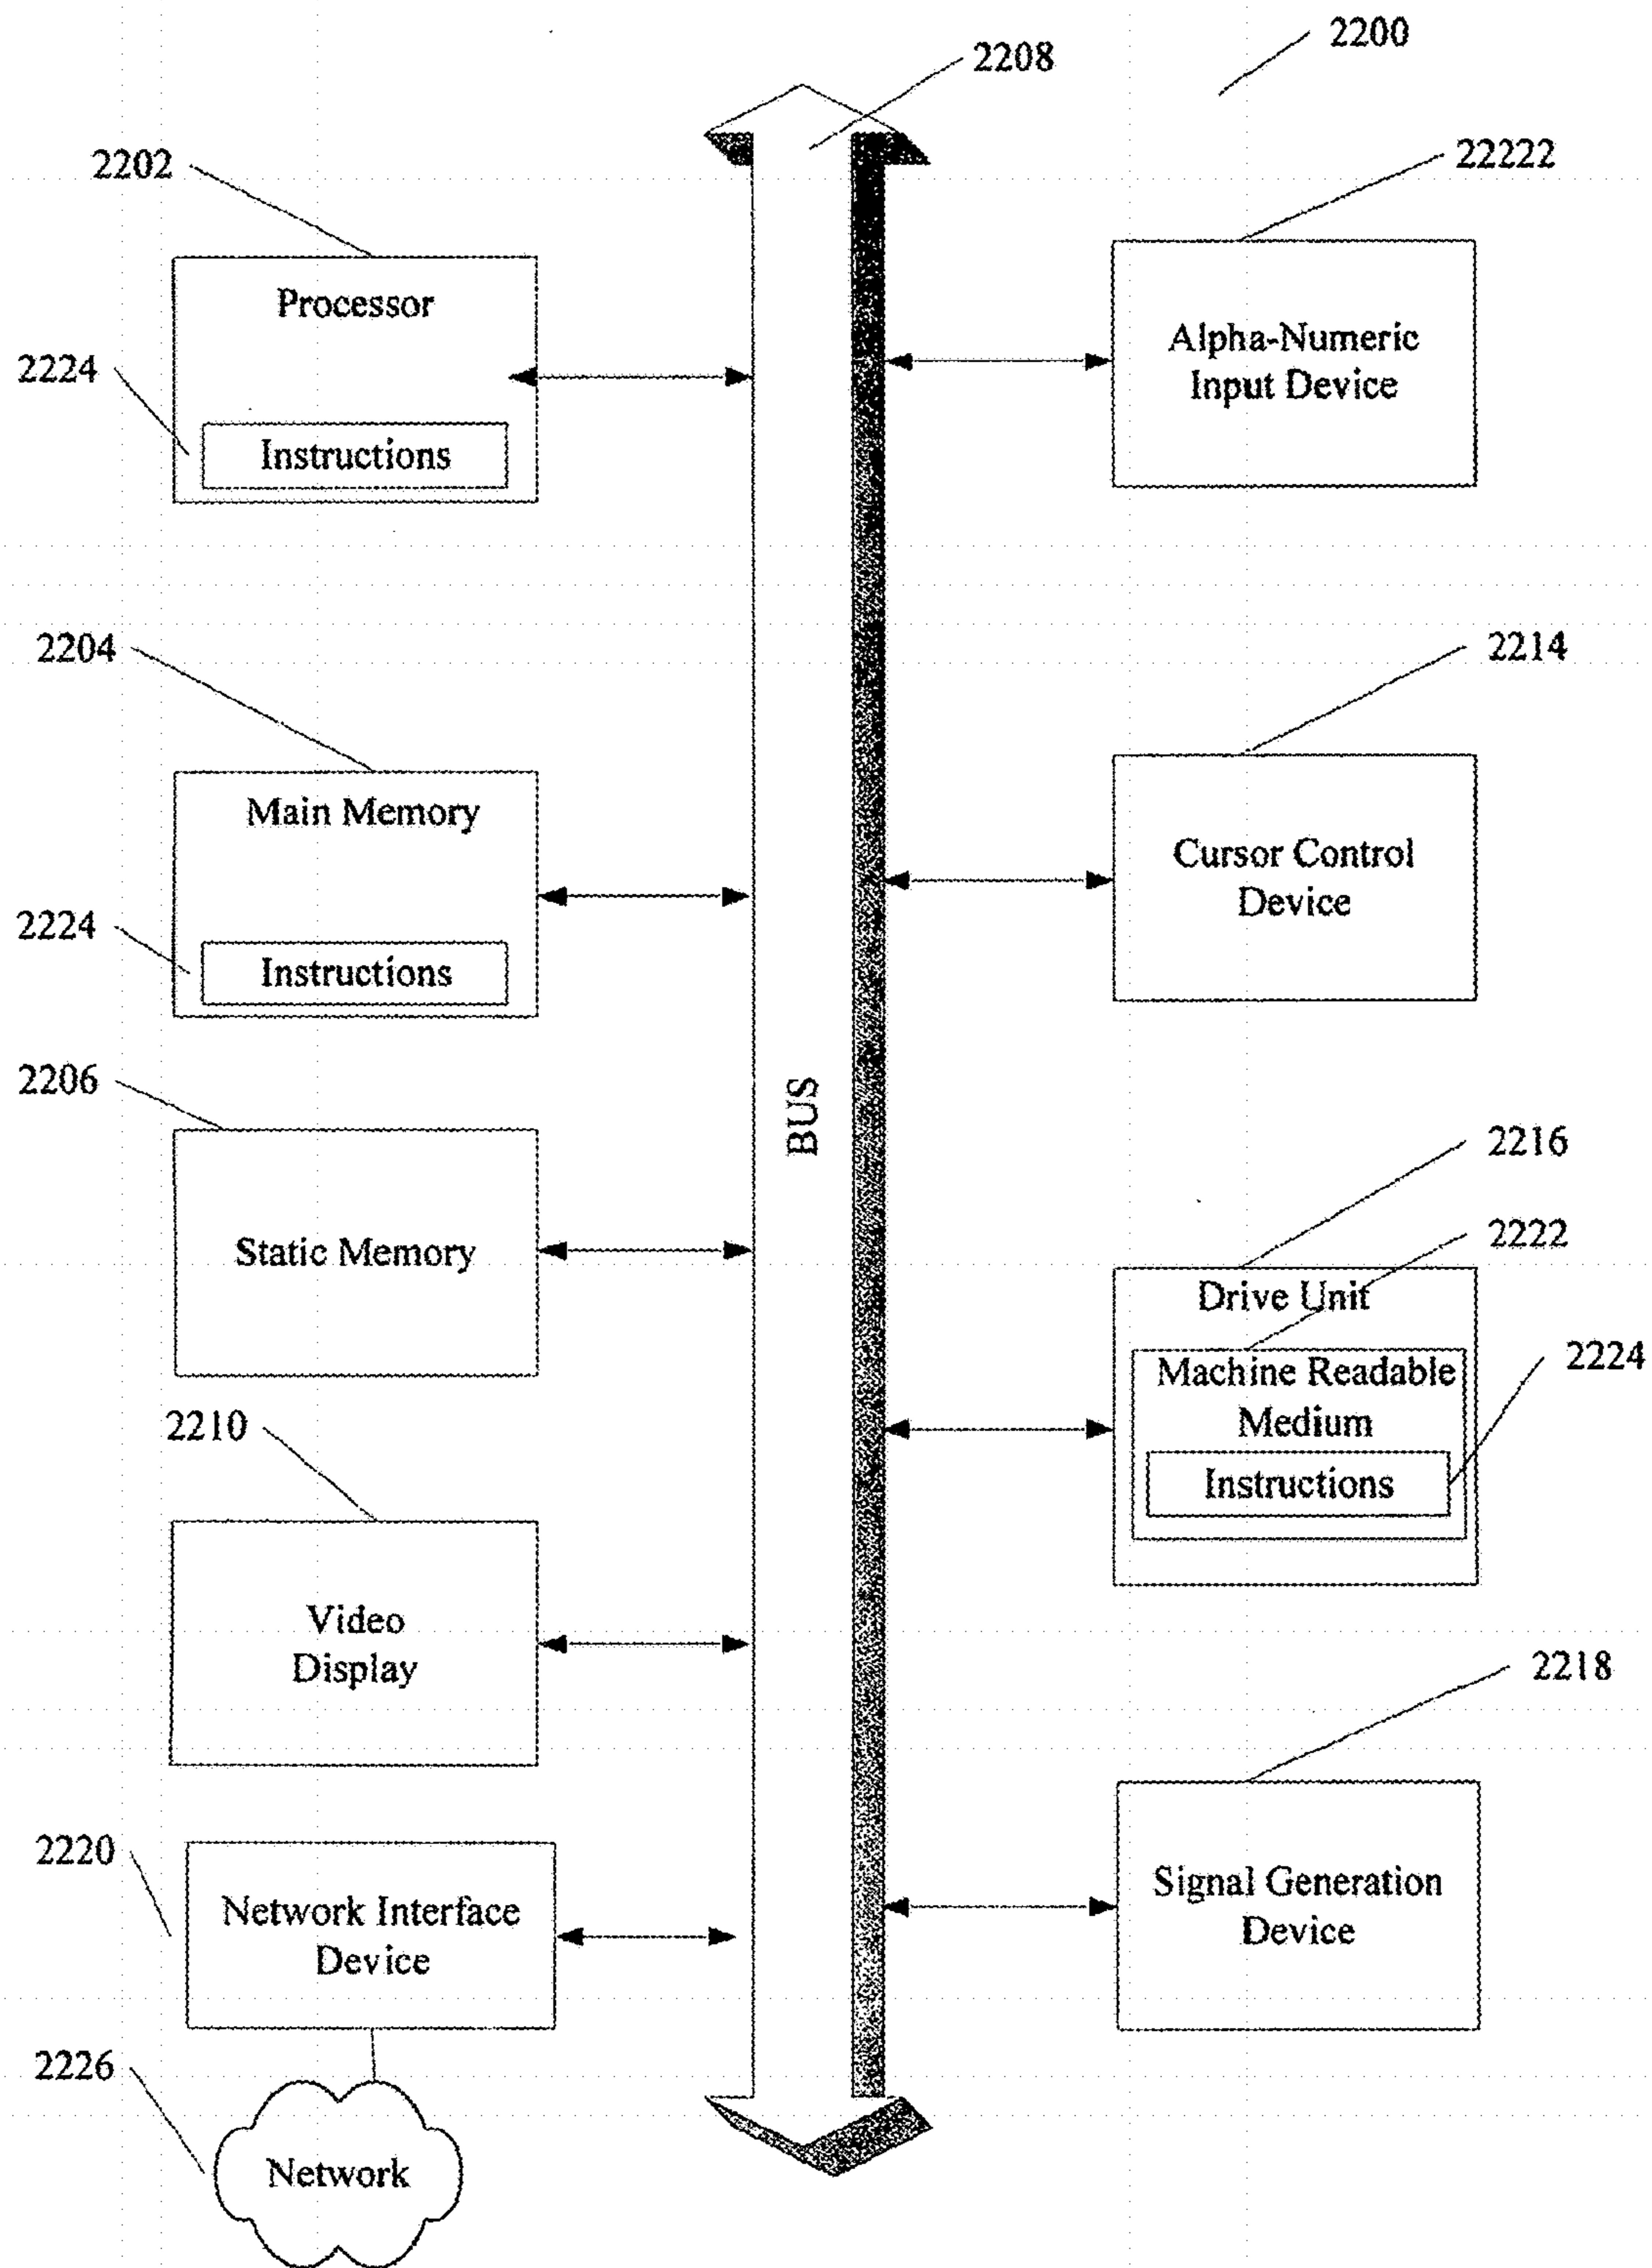 2200
2208
2202
22222
Processor
2224
Instructions
Alpha-Numeric
Input Device
2204
2214
Main Memory
2224
Instructions
Cursor Control
Device
2206
BUS
Static Memory
2216
2222
Drive Unit
Machine Readable
Medium
2224
Instructions
2210
Video
Display
2218
2220
Network Interface
Device
Signal Generation
Device
2226
Network